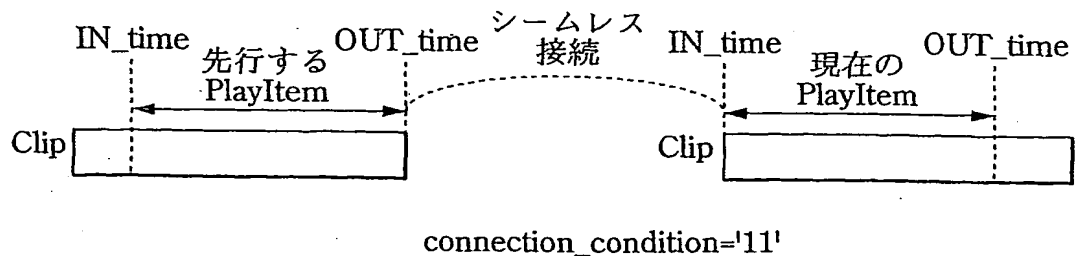 IN_time
先行する
PlayItem
OUT_time
シームレス
接続
IN_time
現在の
PlayItem
OUT_time
Clip
Clip
connection_condition='11'